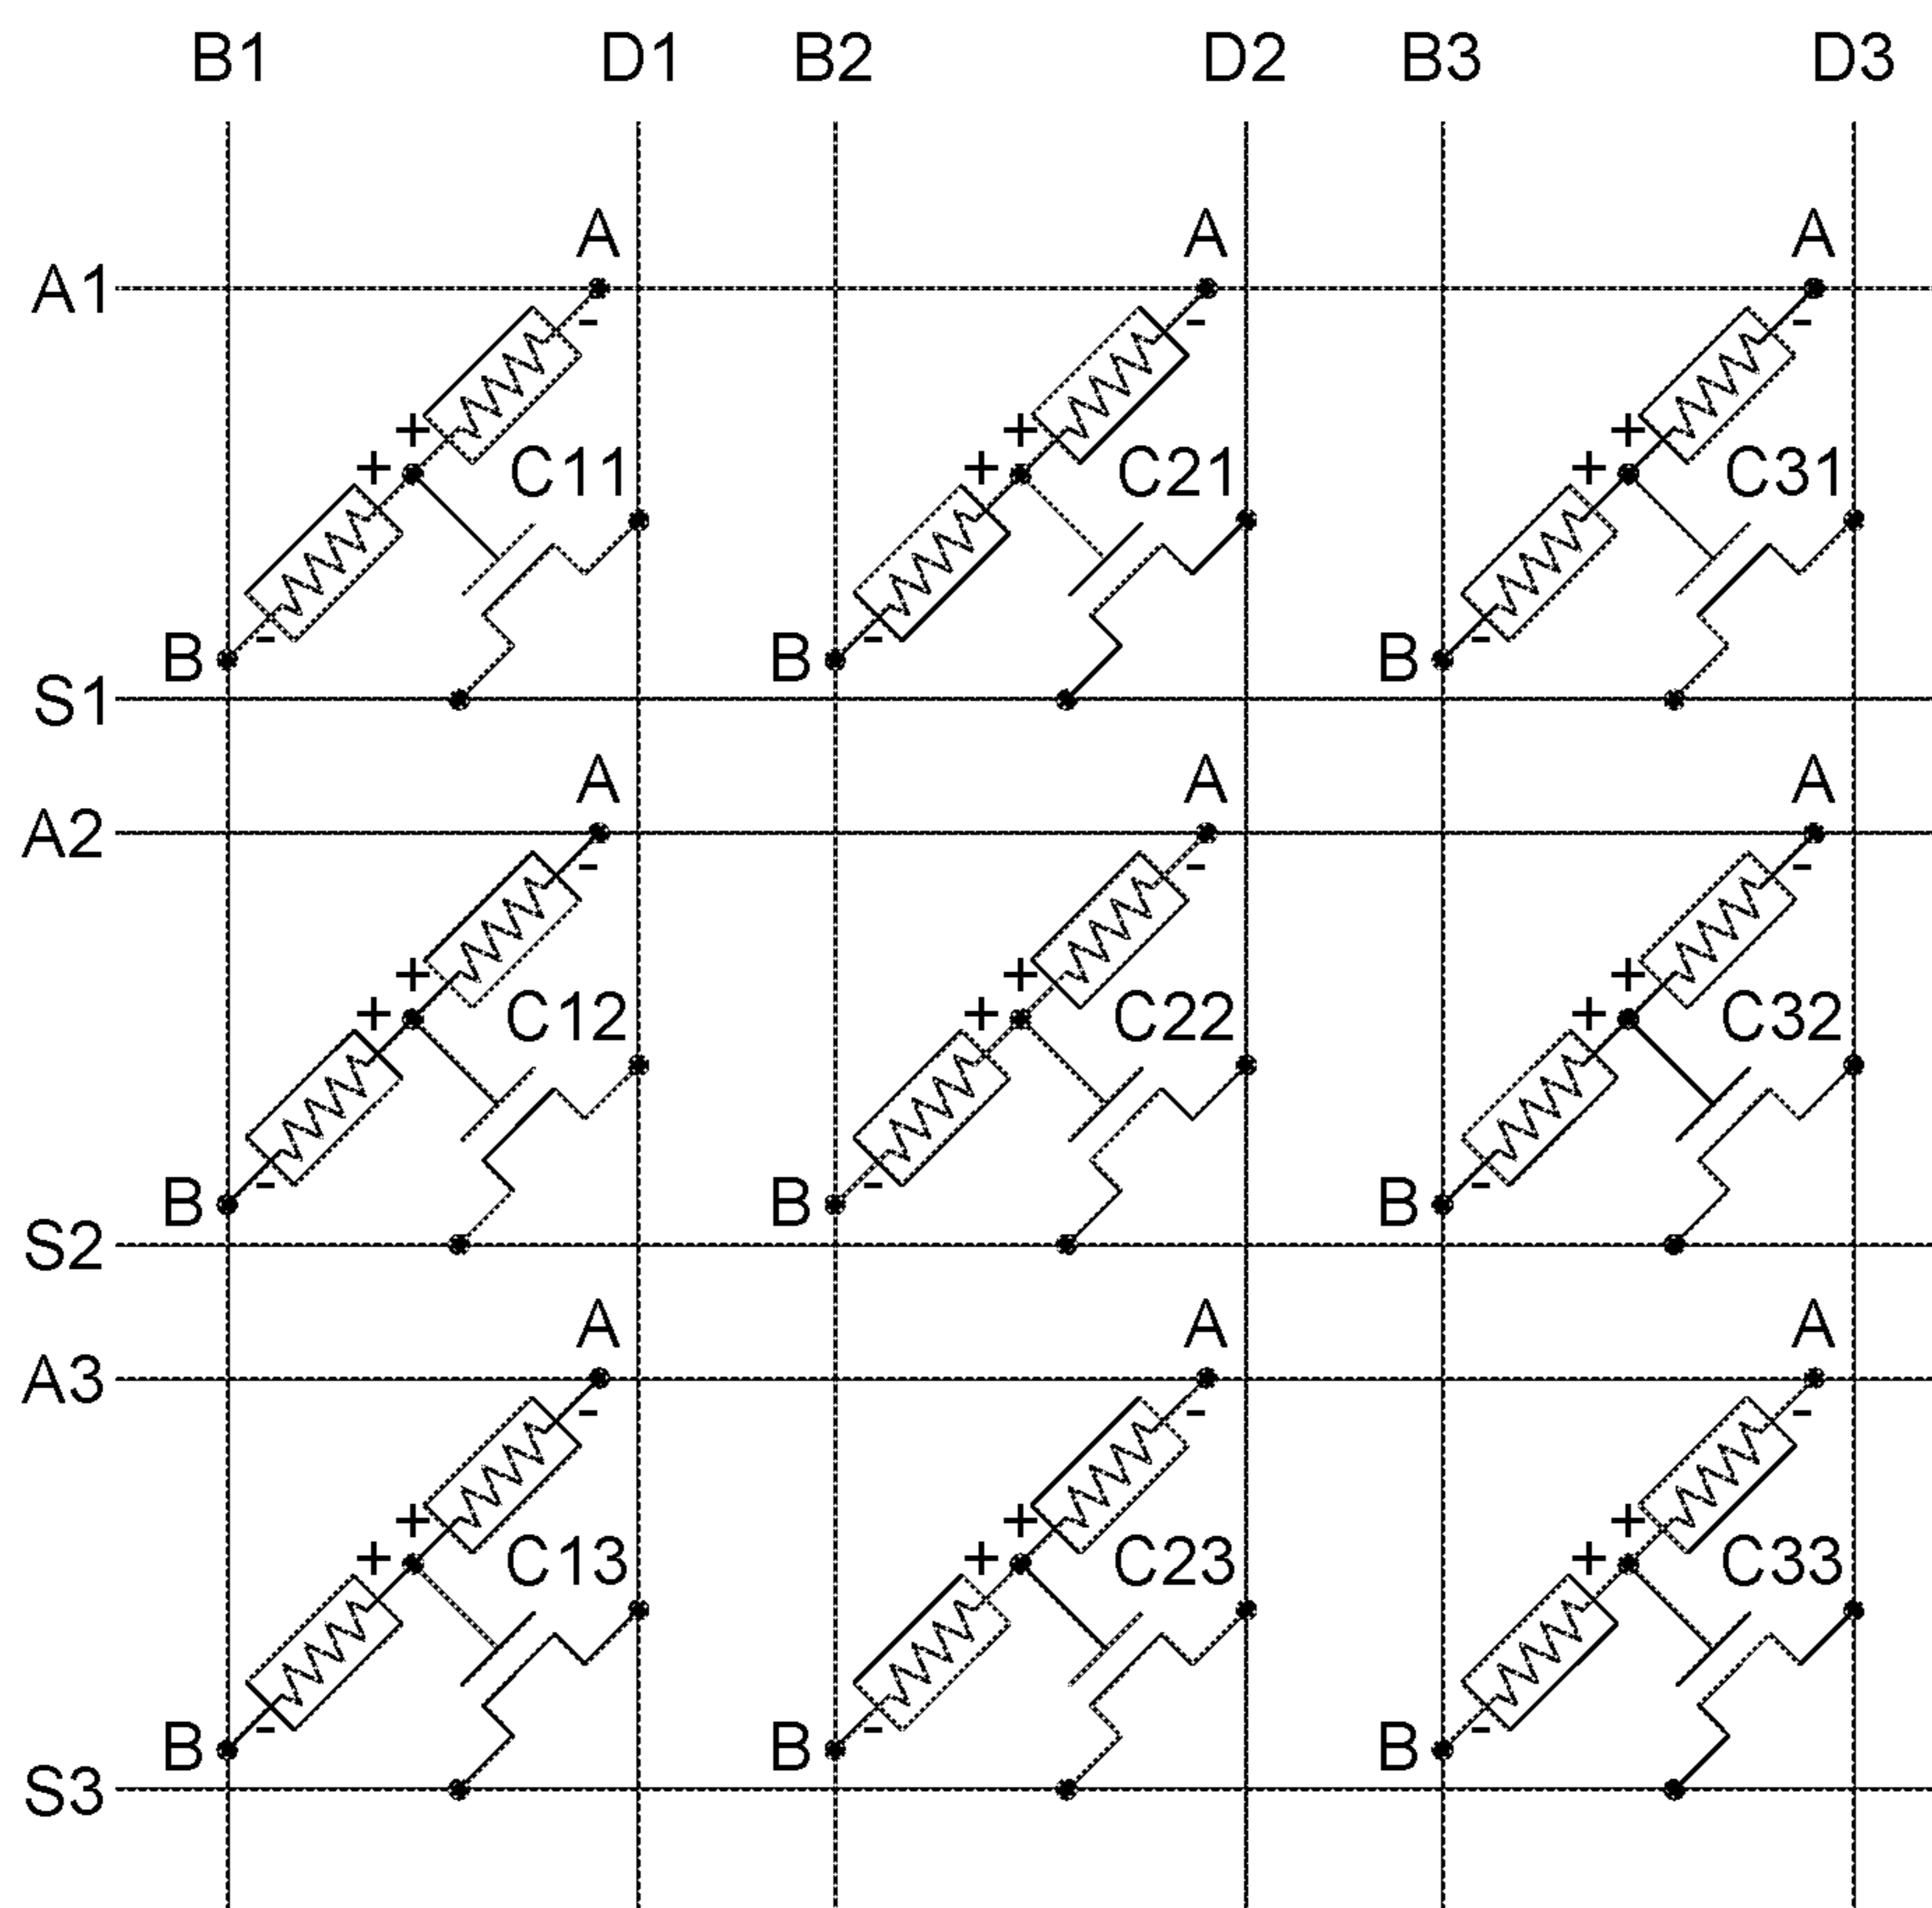 B1 D1 B2 D2 B3 D3
A A A
A1
- - -
+ + +
+ C11 + C21 + C31
B - B - B -
S1
A A A
A2
- - -
+ + +
+ C12 + C22 + C32
B - B - B -
S2
A A A
A3
- - -
+ + +
+ C13 + C23 + C33
B - B - B -
S3